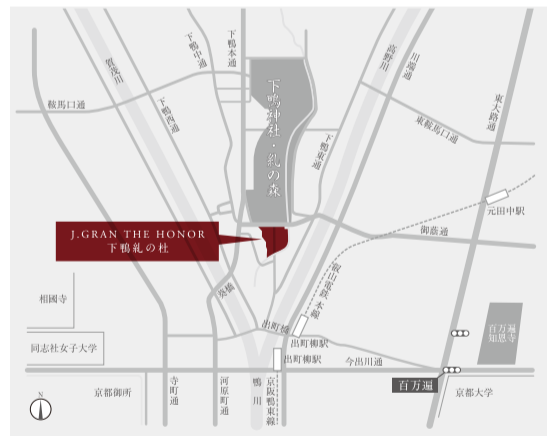 賀茂川
下鴨中通
下鴨本通
高野川
川端通
東大路通
鞍馬口通
下鴨西通
下鴨神社・糺の森
下鴨東通
東鞍馬口通
元田中駅
J.GRAN THE HONOR
下鴨糺の杜
御蔭通
叡山電鉄本線
葵橋
相國寺
出町橋
出町柳駅
百万遍
知恩寺
同志社女子大学
出町柳駅
今出川通
百万遍
京都御所
寺町通
河原町通
鴨川
京阪鴨東線
京都大学
N